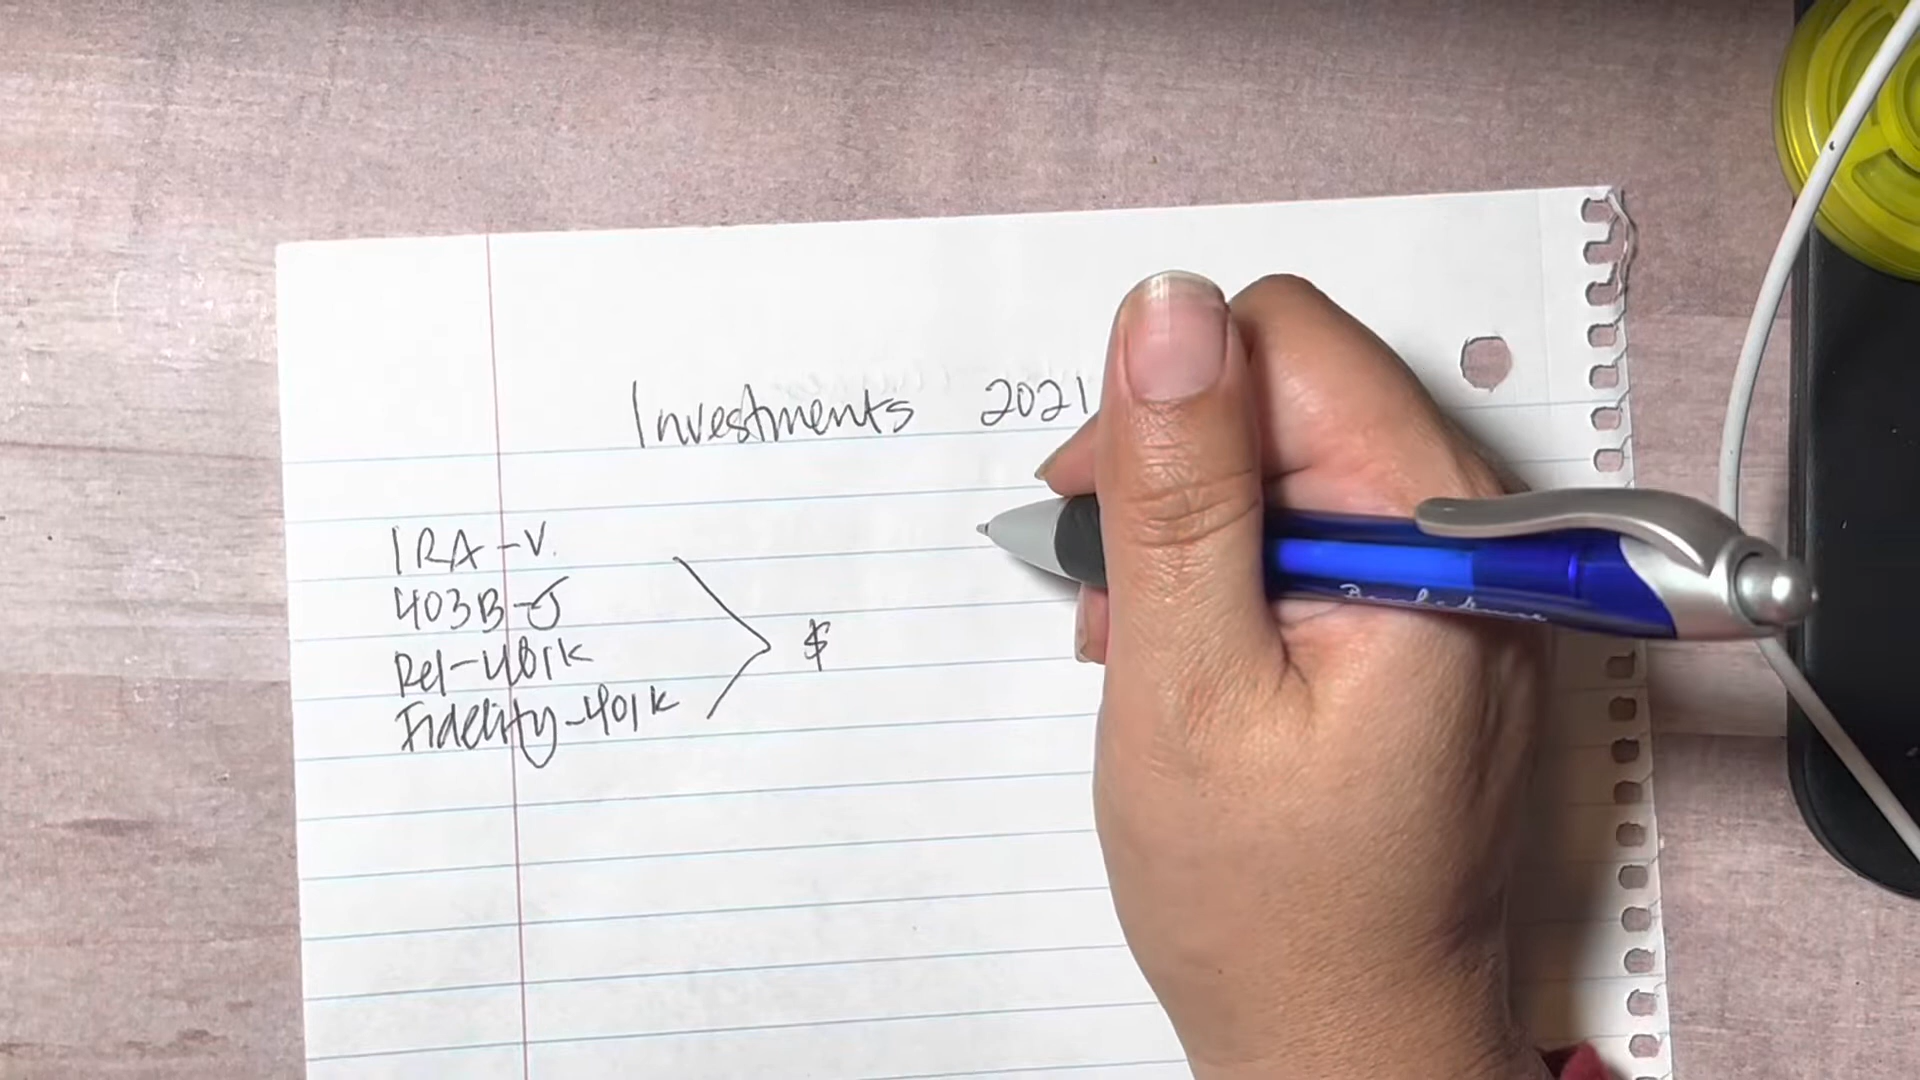 Investments 2021
IRA-V.
403B-J
Rel-401k
Fidelity-401k
$